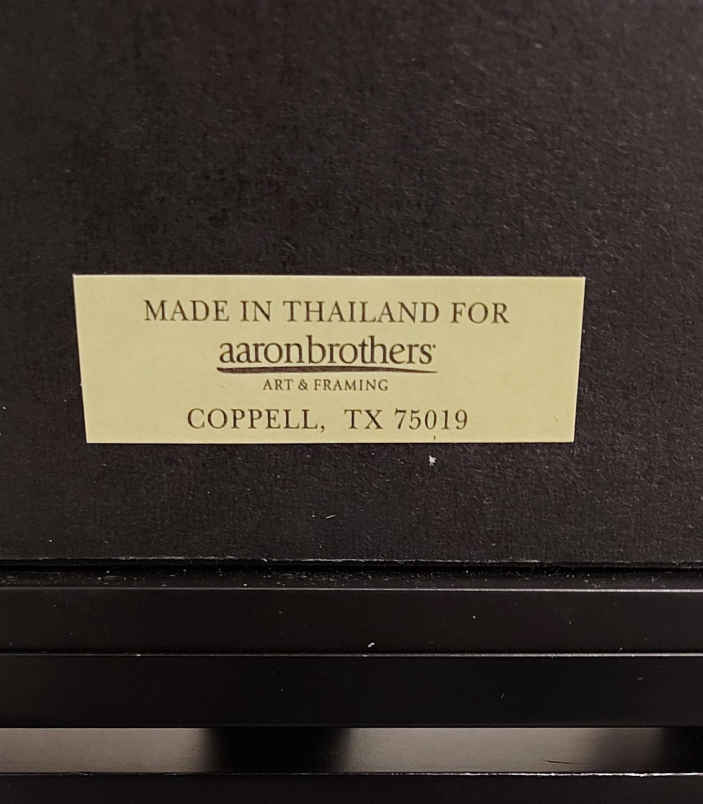 MADE IN THAILAND FOR
aaronbrothers
ART & FRAMING
COPPELL, TX 75019